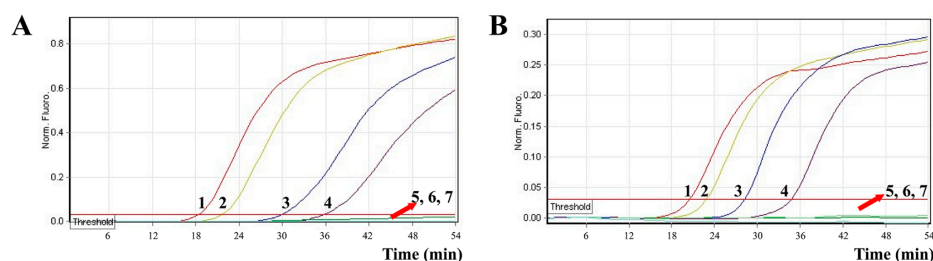 A
Norm. Fluoro.
0.8
0.6
0.4
0.2
0.0
Threshold
1 2 3 4 5, 6, 7
6 12 18 24 30 36 42 48 54
Time (min)
B
Norm. Fluoro.
0.30
0.25
0.20
0.15
0.10
0.05
0.00
Threshold
1 2 3 4 5, 6, 7
6 12 18 24 30 36 42 48 54
Time (min)